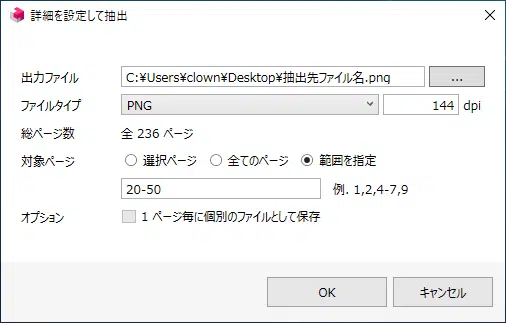 詳細を設定して抽出
出力ファイル C:¥Users¥clown¥Desktop¥抽出先ファイル名.png ...
ファイルタイプ PNG 144 dpi
総ページ数 全 236 ページ
対象ページ 選択ページ 全てのページ 範囲を指定
20-50 例. 1,2,4-7,9
オプション 1 ページ毎に個別のファイルとして保存
OK キャンセル